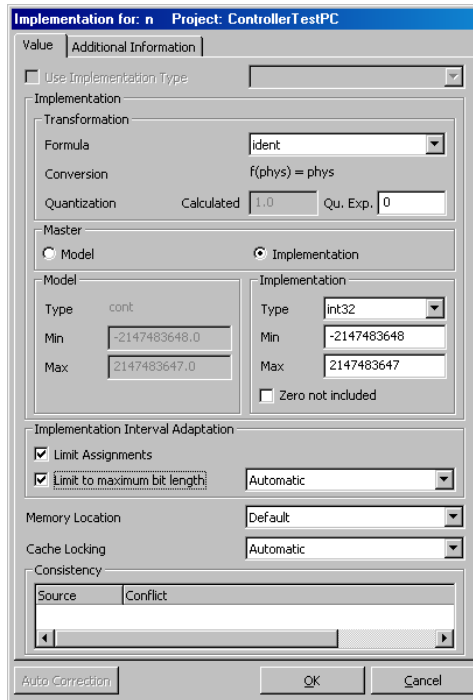 Implementation for: n Project: ControllerTestPC
Value Additional Information
Use Implementation Type
Implementation
Transformation
Formula ident
Conversion f(phys) = phys
Quantization Calculated 1.0 Qu. Exp. 0
Master
Model Implementation
Model Implementation
Type cont Type int32
Min -2147483648.0 Min -2147483648
Max 2147483647.0 Max 2147483647
Zero not included
Implementation Interval Adaptation
Limit Assignments
Limit to maximum bit length Automatic
Memory Location Default
Cache Locking Automatic
Consistency
Source Conflict
Auto Correction OK Cancel